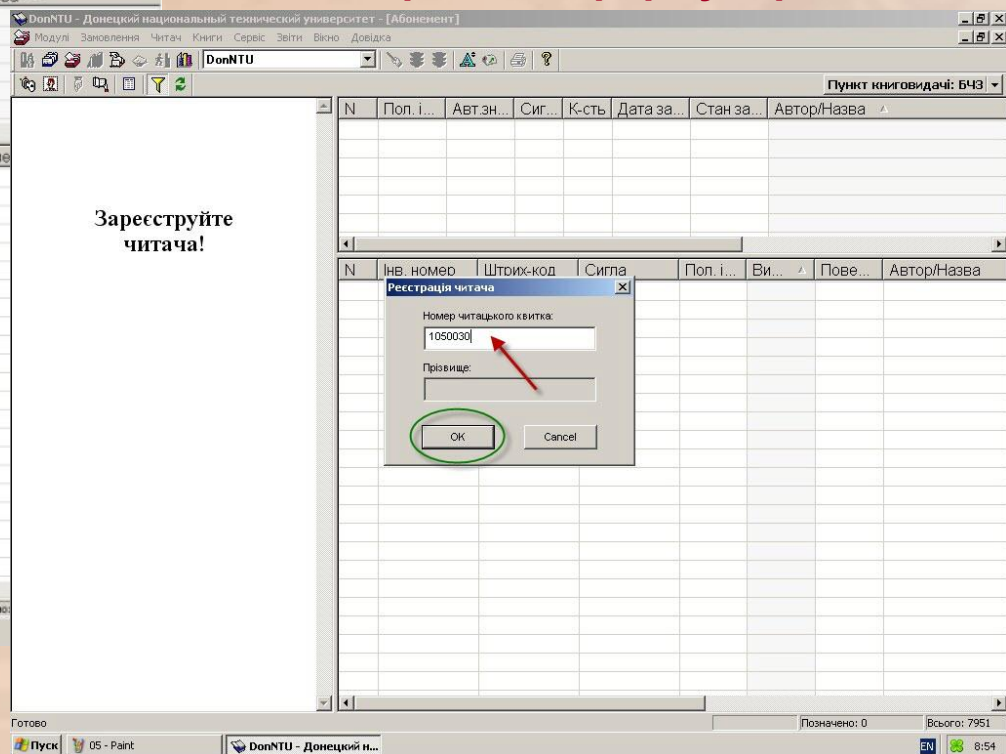 DonNTU - Донецкий национальный технический университет - [Абонемент]
Модулі Замовлення Читач Книги Сервіс Звіти Вікно Довідка
DonNTU
Пункт книговидачі: БЧЗ
N Поп. і... Авт.зн... Сиг... К-сть Дата за... Стан за... Автор/Назва
Зареєструйте
читача!
N Інв. номер Штрих-код Сигла Поп. і... Ви... Пове... Автор/Назва
Реєстрація читача
Номер читацького квитка:
1050030
Прізвище:
OK Cancel
Готово Позначено: 0 Всього: 7951
Пуск 05 - Paint DonNTU - Донецкий н... EN 8:54